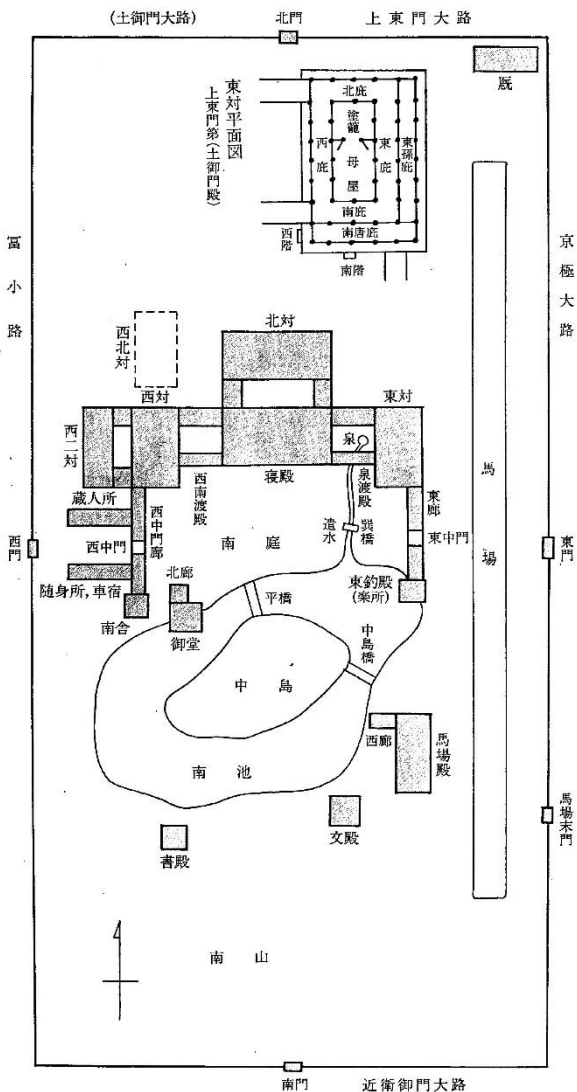 (土御門大路)
北門
上東門大路
厩
東対平面図
上東門第(土御門殿)
北庇
塗籠
西庇
東庇
東孫庇
母屋
南庇
南唐庇
西階
南階
冨小路
京極大路
西北対
北対
西二対
西対
東対
泉
馬場
西南渡殿
寝殿
泉渡殿
蔵人所
西中門廊
東廊
西門
西中門
南庭
遣水
巽橋
東中門
東門
随身所,車宿
北廊
平橋
東釣殿
(楽所)
南舎
御堂
中島橋
中島
西廊
馬場殿
南池
馬場末門
書殿
文殿
南山
南門
近衛御門大路